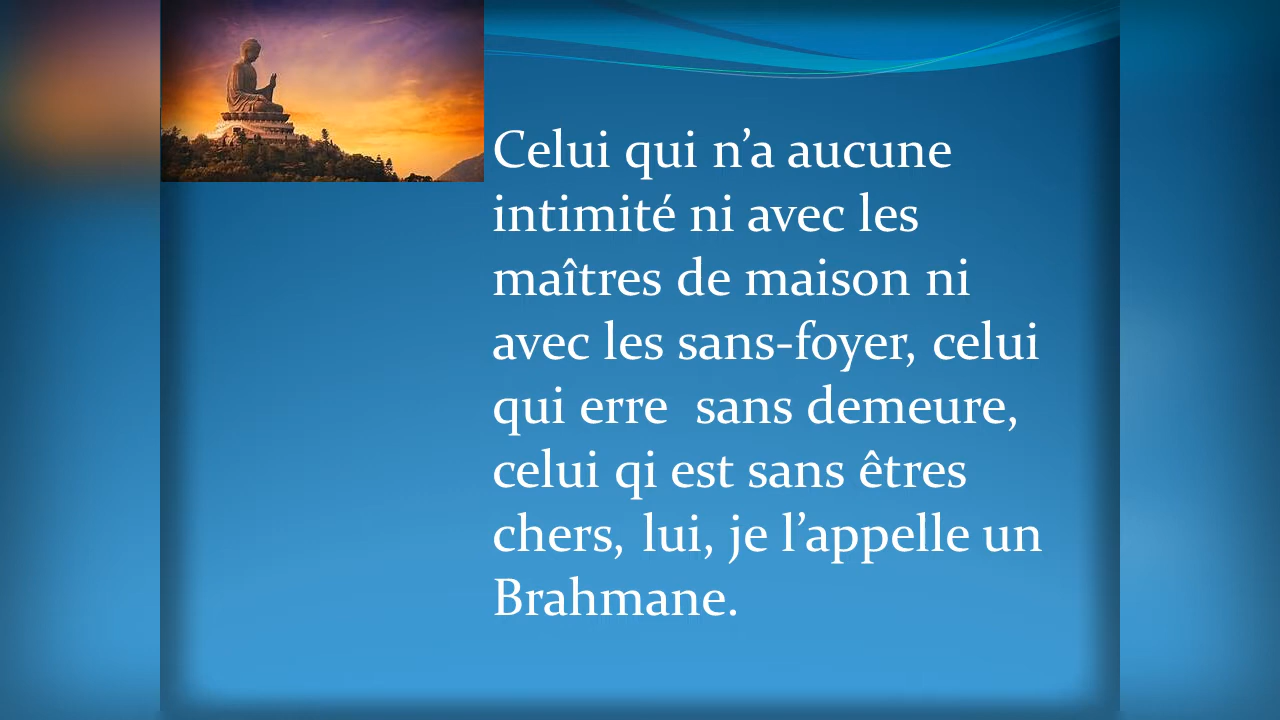 Celui qui n’a aucune
intimité ni avec les
maîtres de maison ni
avec les sans-foyer, celui
qui erre  sans demeure,
celui qi est sans êtres
chers, lui, je l’appelle un
Brahmane.